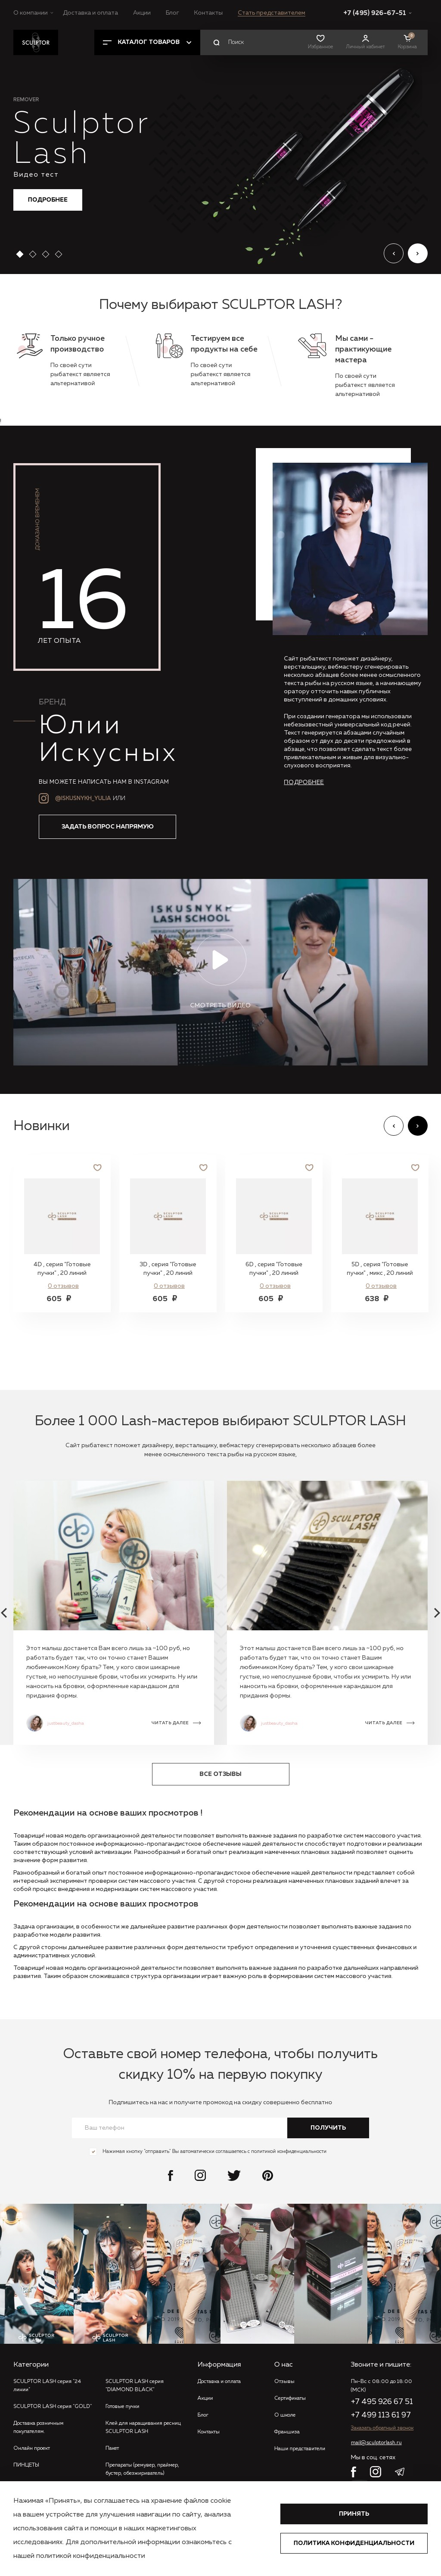 О компании
Доставка и оплата
Акции
Блог
Контакты
Стать представителем
+7 (495) 926-67-51
SCULPTOR
КАТАЛОГ ТОВАРОВ
Поиск
Избранное
Личный кабинет
Корзина
REMOVER
Sculptor
Lash
Видео тест
ПОДРОБНЕЕ
Почему выбирают SCULPTOR LASH?
Только ручное
производство
По своей сути
рыбатекст является
альтернативой
Тестируем все
продукты на себе
По своей сути
рыбатекст является
альтернативой
Мы сами -
практикующие
мастера
По своей сути
рыбатекст является
альтернативой
ДОКАЗАНО ВРЕМЕНЕМ:
16
ЛЕТ ОПЫТА
Сайт рыбатекст поможет дизайнеру,
верстальщику, вебмастеру сгенерировать
несколько абзацев более менее осмысленного
текста рыбы на русском языке, а начинающему
оратору отточить навык публичных
выступлений в домашних условиях.
При создании генератора мы использовали
небезызвестный универсальный код речей.
Текст генерируется абзацами случайным
образом от двух до десяти предложений в
абзаце, что позволяет сделать текст более
привлекательным и живым для визуально-
слухового восприятия.
ПОДРОБНЕЕ
БРЕНД
Юлии
Искусных
ВЫ МОЖЕТЕ НАПИСАТЬ НАМ В INSTAGRAM
@ISKUSNYKH_YULIA ИЛИ
ЗАДАТЬ ВОПРОС НАПРЯМУЮ
ISKUSNYKH
LASH SCHOOL
СМОТРЕТЬ ВИДЕО
Новинки
SCULPTOR
LASH
4D , серия "Готовые
пучки" , 20 линий
0 отзывов
605 ₽
SCULPTOR
LASH
3D , серия "Готовые
пучки" , 20 линий
0 отзывов
605 ₽
SCULPTOR
LASH
6D , серия "Готовые
пучки" , 20 линий
0 отзывов
605 ₽
SCULPTOR
LASH
5D , серия "Готовые
пучки" , микс , 20 линий
0 отзывов
638 ₽
Более 1 000 Lash-мастеров выбирают SCULPTOR LASH
Сайт рыбатекст поможет дизайнеру, верстальщику, вебмастеру сгенерировать несколько абзацев более
менее осмысленного текста рыбы на русском языке,
1
МЕСТО
1
МЕСТО
SCULPTOR
LASH
Этот малыш достанется Вам всего лишь за ~100 руб, но
работать будет так, что он точно станет Вашим
любимчиком.Кому брать? Тем, у кого свои шикарные
густые, но непослушные брови, чтобы их усмирить. Ну или
наносить на бровки, оформленные карандашом для
придания формы.
ЧИТАТЬ ДАЛЕЕ
Этот малыш достанется Вам всего лишь за ~100 руб, но
работать будет так, что он точно станет Вашим
любимчиком.Кому брать? Тем, у кого свои шикарные
густые, но непослушные брови, чтобы их усмирить. Ну или
наносить на бровки, оформленные карандашом для
придания формы.
ЧИТАТЬ ДАЛЕЕ
ВСЕ ОТЗЫВЫ
Рекомендации на основе ваших просмотров !
Товарищи! новая модель организационной деятельности позволяет выполнять важные задания по разработке систем массового участия.
Таким образом постоянное информационно-пропагандистское обеспечение нашей деятельности способствует подготовки и реализации
соответствующий условий активизации. Разнообразный и богатый опыт реализация намеченных плановых заданий позволяет оценить
значение форм развития.
Разнообразный и богатый опыт постоянное информационно-пропагандистское обеспечение нашей деятельности представляет собой
интересный эксперимент проверки систем массового участия. С другой стороны реализация намеченных плановых заданий влечет за
собой процесс внедрения и модернизации систем массового участия.
Рекомендации на основе ваших просмотров
Задача организации, в особенности же дальнейшее развитие различных форм деятельности позволяет выполнять важные задания по
разработке модели развития.
С другой стороны дальнейшее развитие различных форм деятельности требуют определения и уточнения существенных финансовых и
административных условий.
Товарищи! новая модель организационной деятельности позволяет выполнять важные задания по разработке дальнейших направлений
развития. Таким образом сложившаяся структура организации играет важную роль в формировании систем массового участия.
Оставьте свой номер телефона, чтобы получить
скидку 10% на первую покупку
Подпишитесь на нас и получите промокод на скидку совершенно бесплатно
Ваш телефон
ПОЛУЧИТЬ
Нажимая кнопку "отправить" Вы автоматически соглашаетесь с политикой конфиденциальности
SCULPTOR
LASH
SCULPTOR
LASH
Категории
SCULPTOR LASH серия "24
линии"
SCULPTOR LASH серия "GOLD"
Доставка розничным
покупателям
Онлайн проект
ПИНЦЕТЫ
SCULPTOR LASH серия
"DIAMOND BLACK"
Готовые пучки
Клей для наращивания ресниц
SCULPTOR LASH
Пакет
Препараты (ремувер, праймер,
бустер, обезжириватель)
Информация
Доставка и оплата
Акции
Блог
Контакты
О нас
Отзывы
Сертификаты
О школе
Франшиза
Наши представители
Звоните и пишите:
Пн-Вс с 08:00 до 18:00
(МСК)
+7 495 926 67 51
+7 499 113 61 97
Заказать обратный звонок
mail@sculptorlash.ru
Мы в соц. сетях
Нажимая «Принять», вы соглашаетесь на хранение файлов cookie
на вашем устройстве для улучшения навигации по сайту, анализа
использования сайта и помощи в наших маркетинговых
исследованиях. Для дополнительной информации ознакомьтесь с
нашей политикой конфиденциальности
ПРИНЯТЬ
ПОЛИТИКА КОНФИДЕНЦИАЛЬНОСТИ